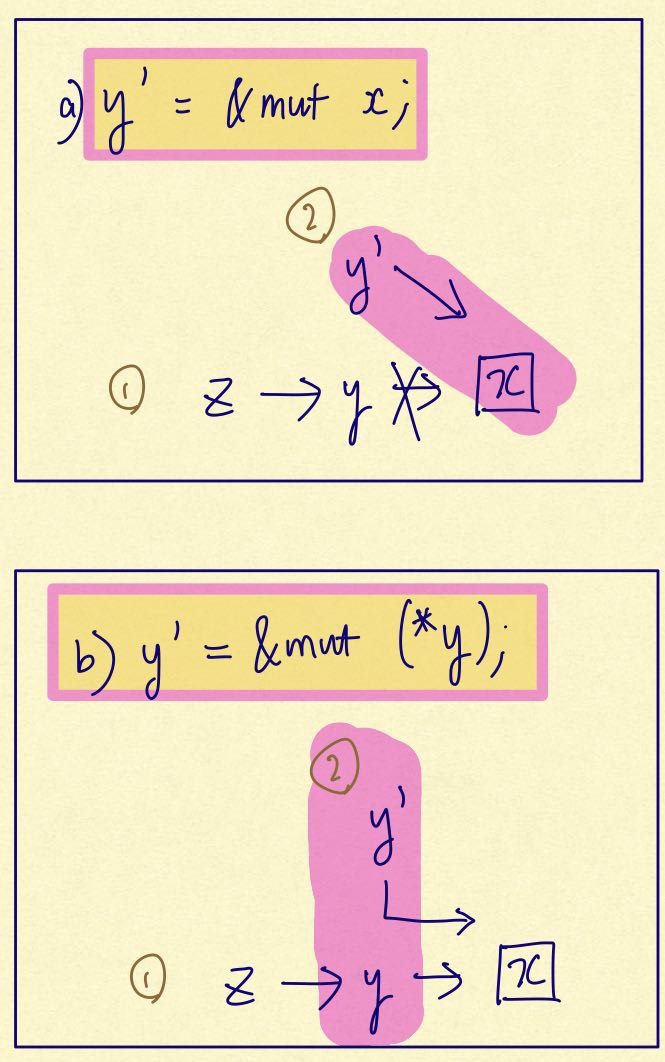 a) y' = &mut x;
②
y'
① z → y → x
b) y' = &mut (*y);
②
y'
① z → y → x